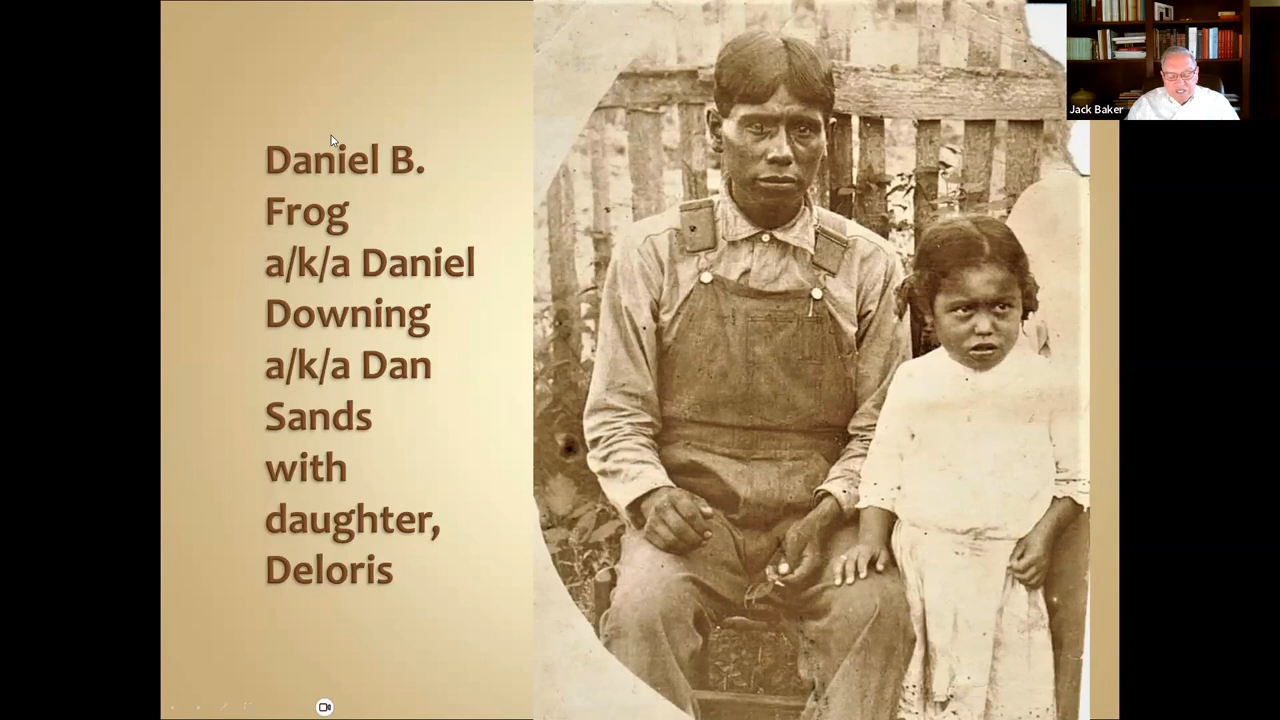 Daniel B.
Frog
a/k/a Daniel
Downing
a/k/a Dan
Sands
with
daughter,
Deloris
Jack Baker